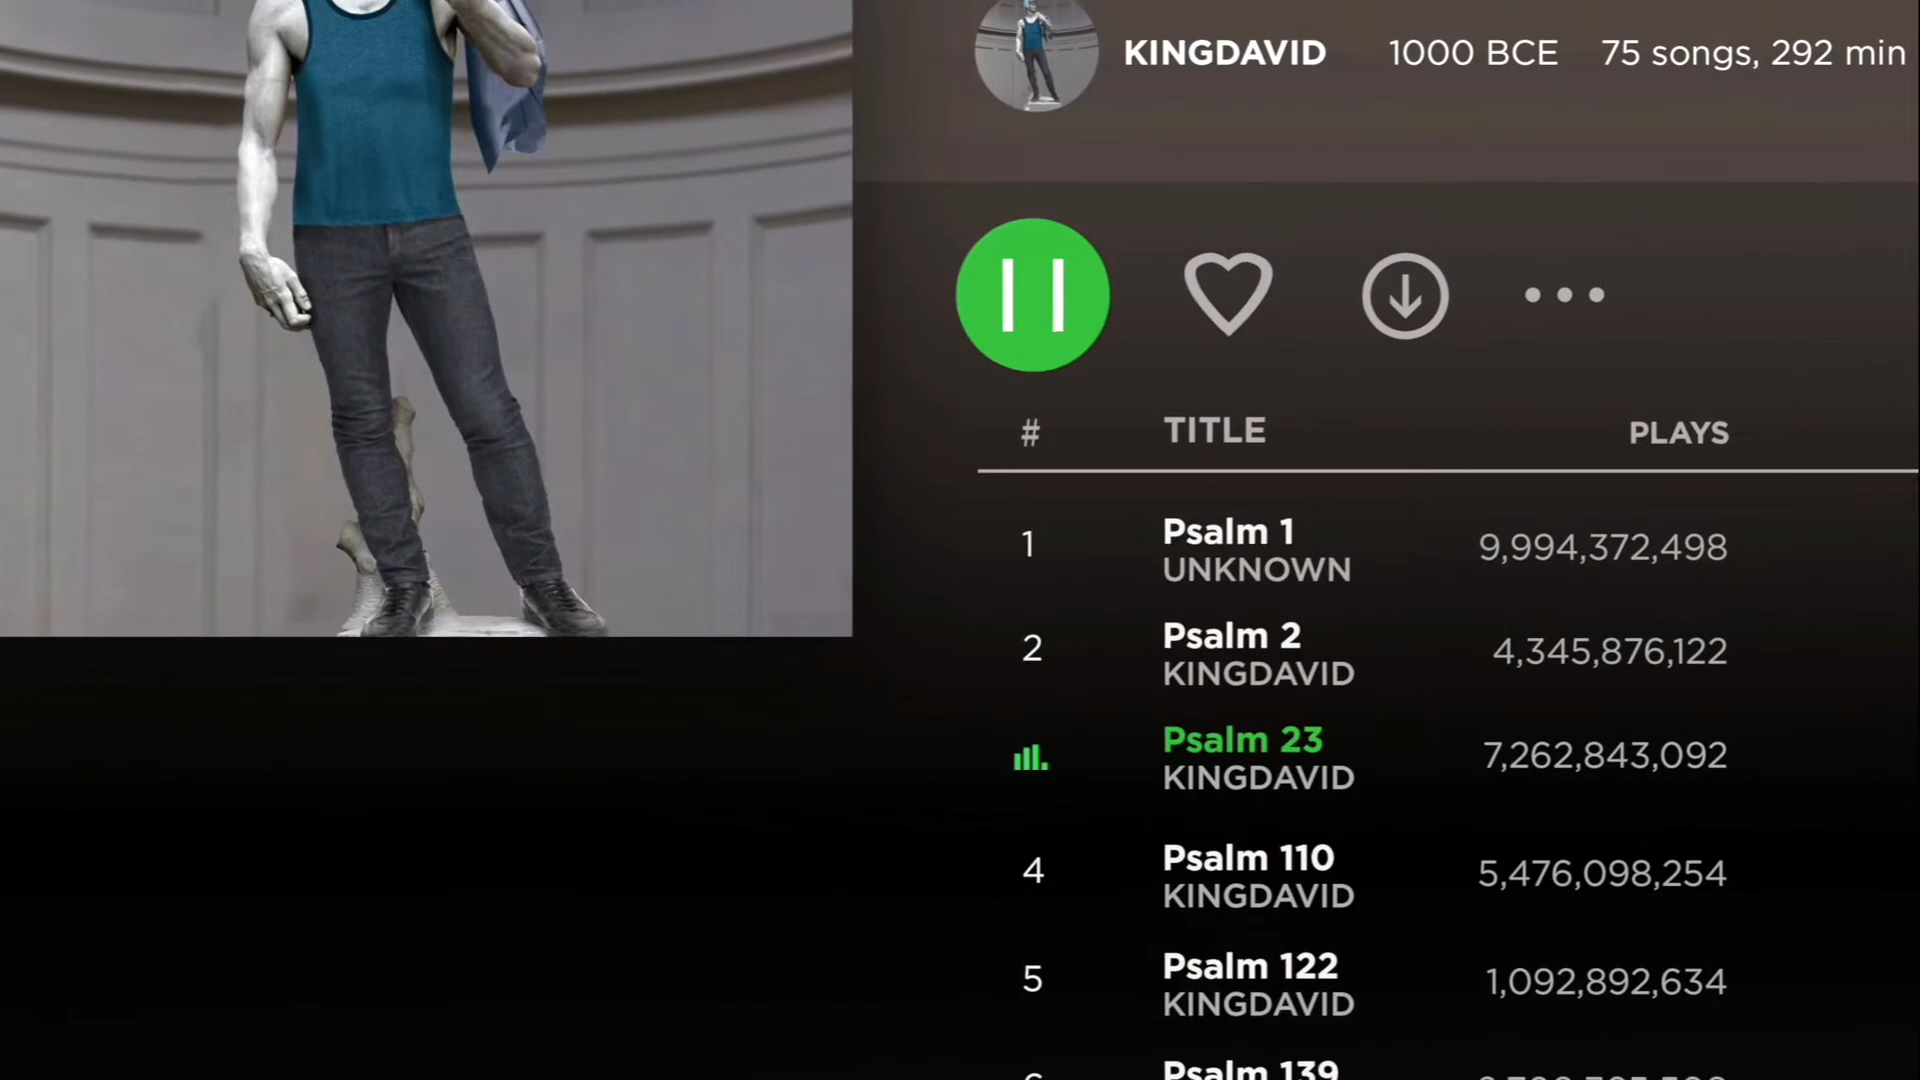 KINGDAVID 1000 BCE 75 songs, 292 min
# TITLE PLAYS
1 Psalm 1 9,994,372,498
UNKNOWN
2 Psalm 2 4,345,876,122
KINGDAVID
Psalm 23 7,262,843,092
KINGDAVID
4 Psalm 110 5,476,098,254
KINGDAVID
5 Psalm 122 1,092,892,634
KINGDAVID
Psalm 139